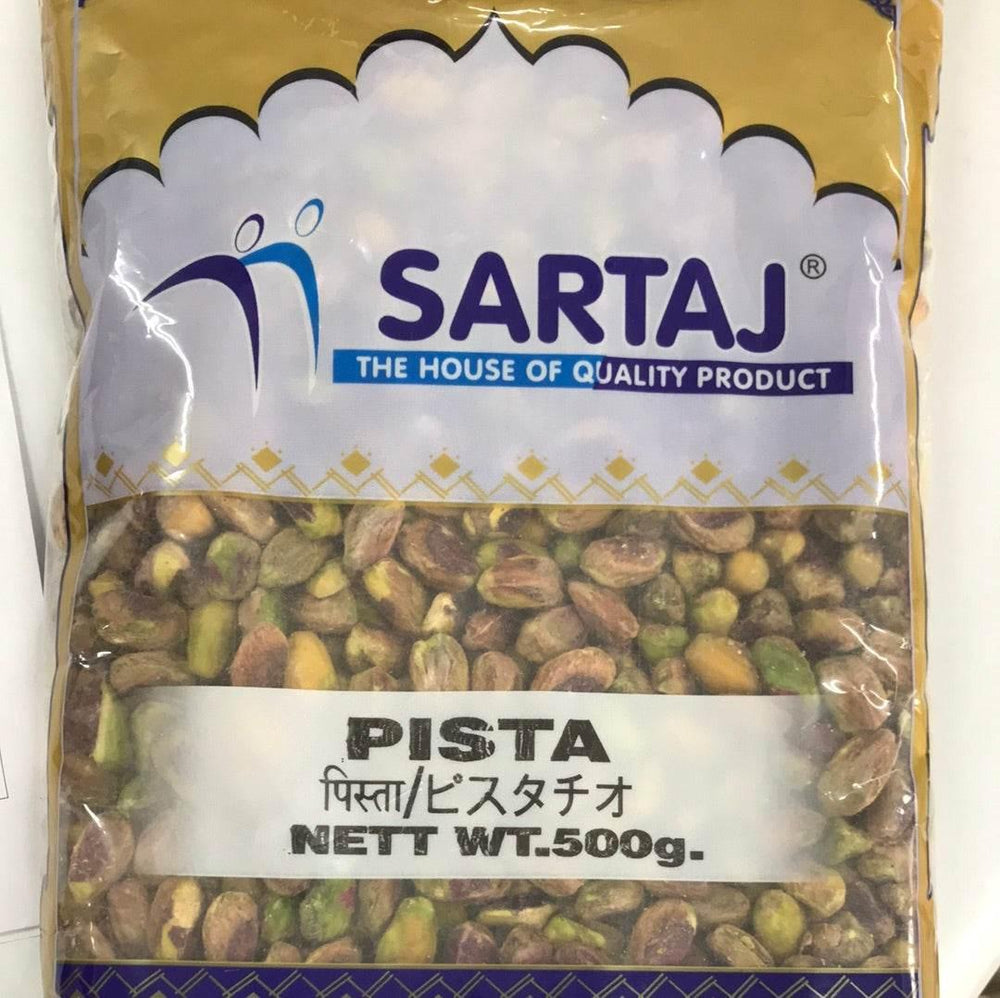 SARTAJ®
THE HOUSE OF QUALITY PRODUCT
PISTA
पिस्ता/ピスタチオ
NETT WT.500g.